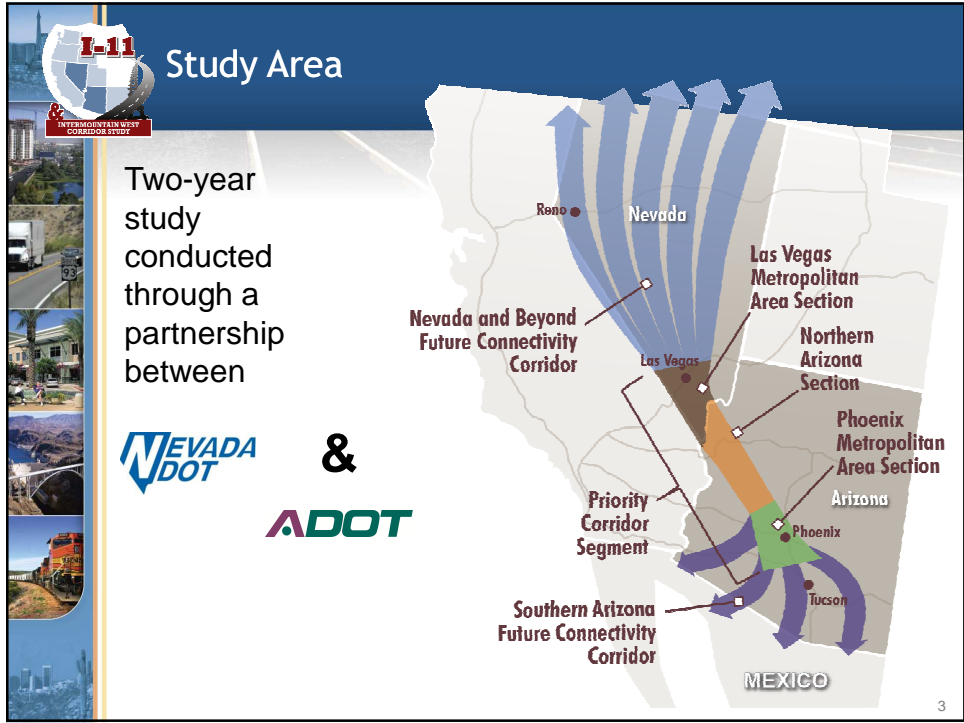 I-11
&
INTERMOUNTAIN WEST
CORRIDOR STUDY
Study Area
Two-year
study
conducted
through a
partnership
between
NEVADA
DOT
&
ADOT
93
Reno
Nevada
Las Vegas
Metropolitan
Area Section
Nevada and Beyond
Future Connectivity
Corridor
Northern
Arizona
Section
Las Vegas
Phoenix
Metropolitan
Area Section
Arizona
Priority
Corridor
Segment
Phoenix
Tucson
Southern Arizona
Future Connectivity
Corridor
MEXICO
3